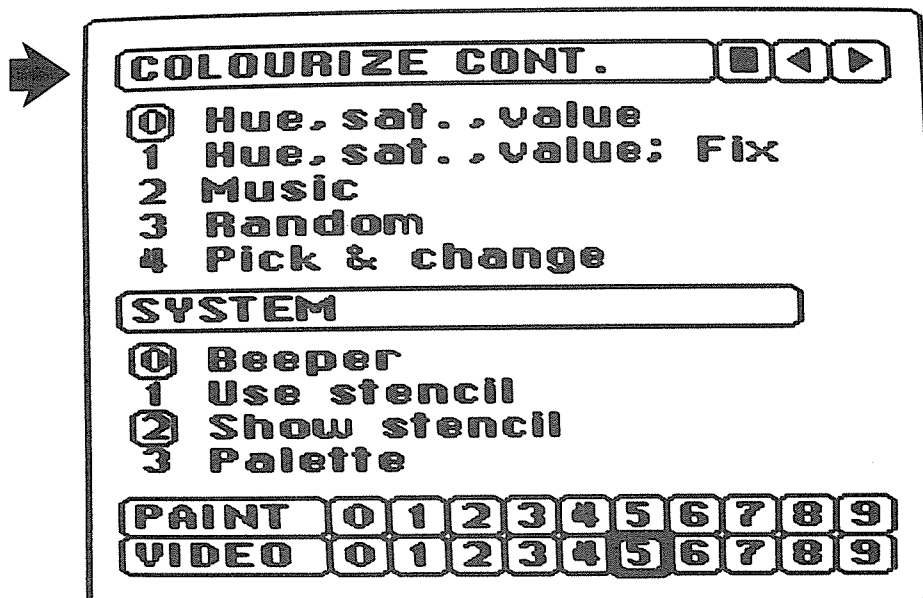 COLOURIZE CONT.
0 Hue, sat., value
1 Hue, sat., value; Fix
2 Music
3 Random
4 Pick & change
SYSTEM
0 Beeper
1 Use stencil
2 Show stencil
3 Palette
PAINT 0 1 2 3 4 5 6 7 8 9
VIDEO 0 1 2 3 4 5 6 7 8 9